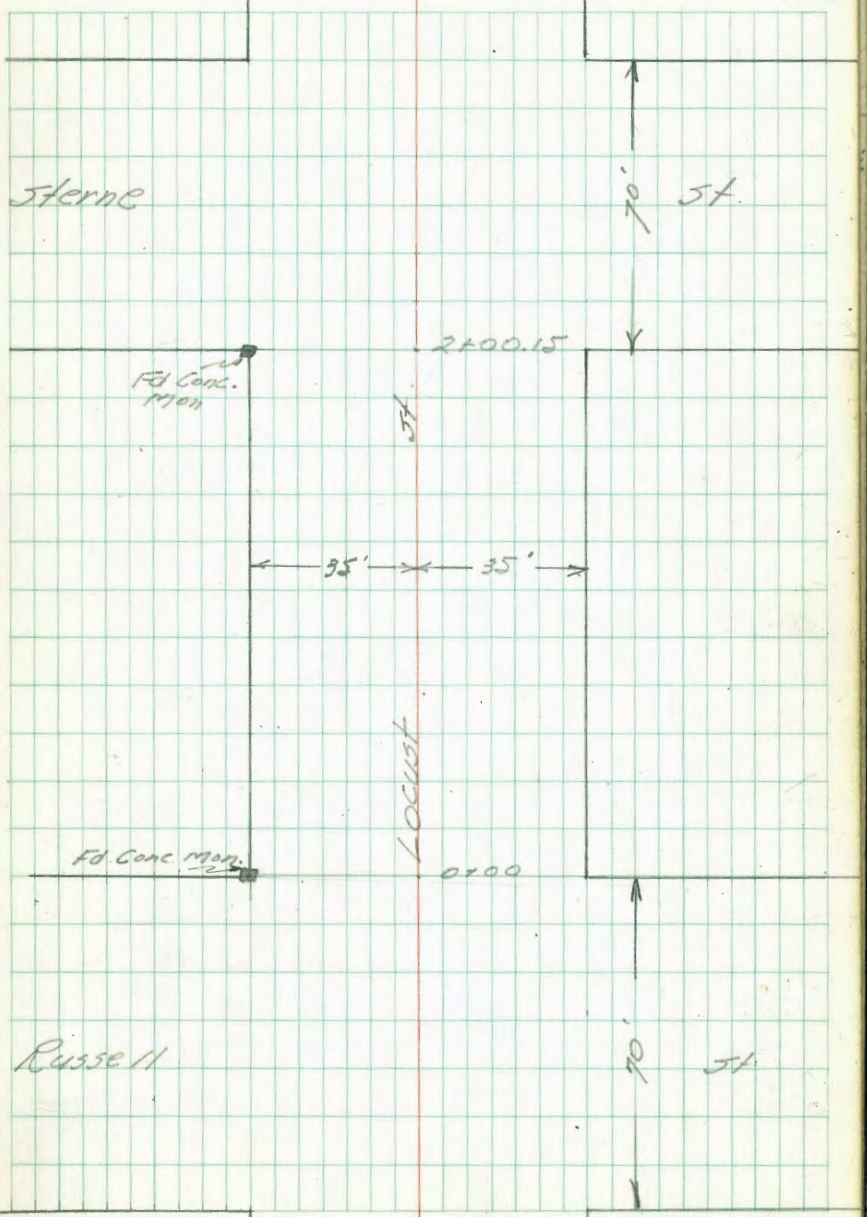 Sterne
70'
St.
2+00.15
Fd Conc.
Mon
St.
35'
35'
Locust
Fd Conc. Mon.
0+00
Russell
70'
St.